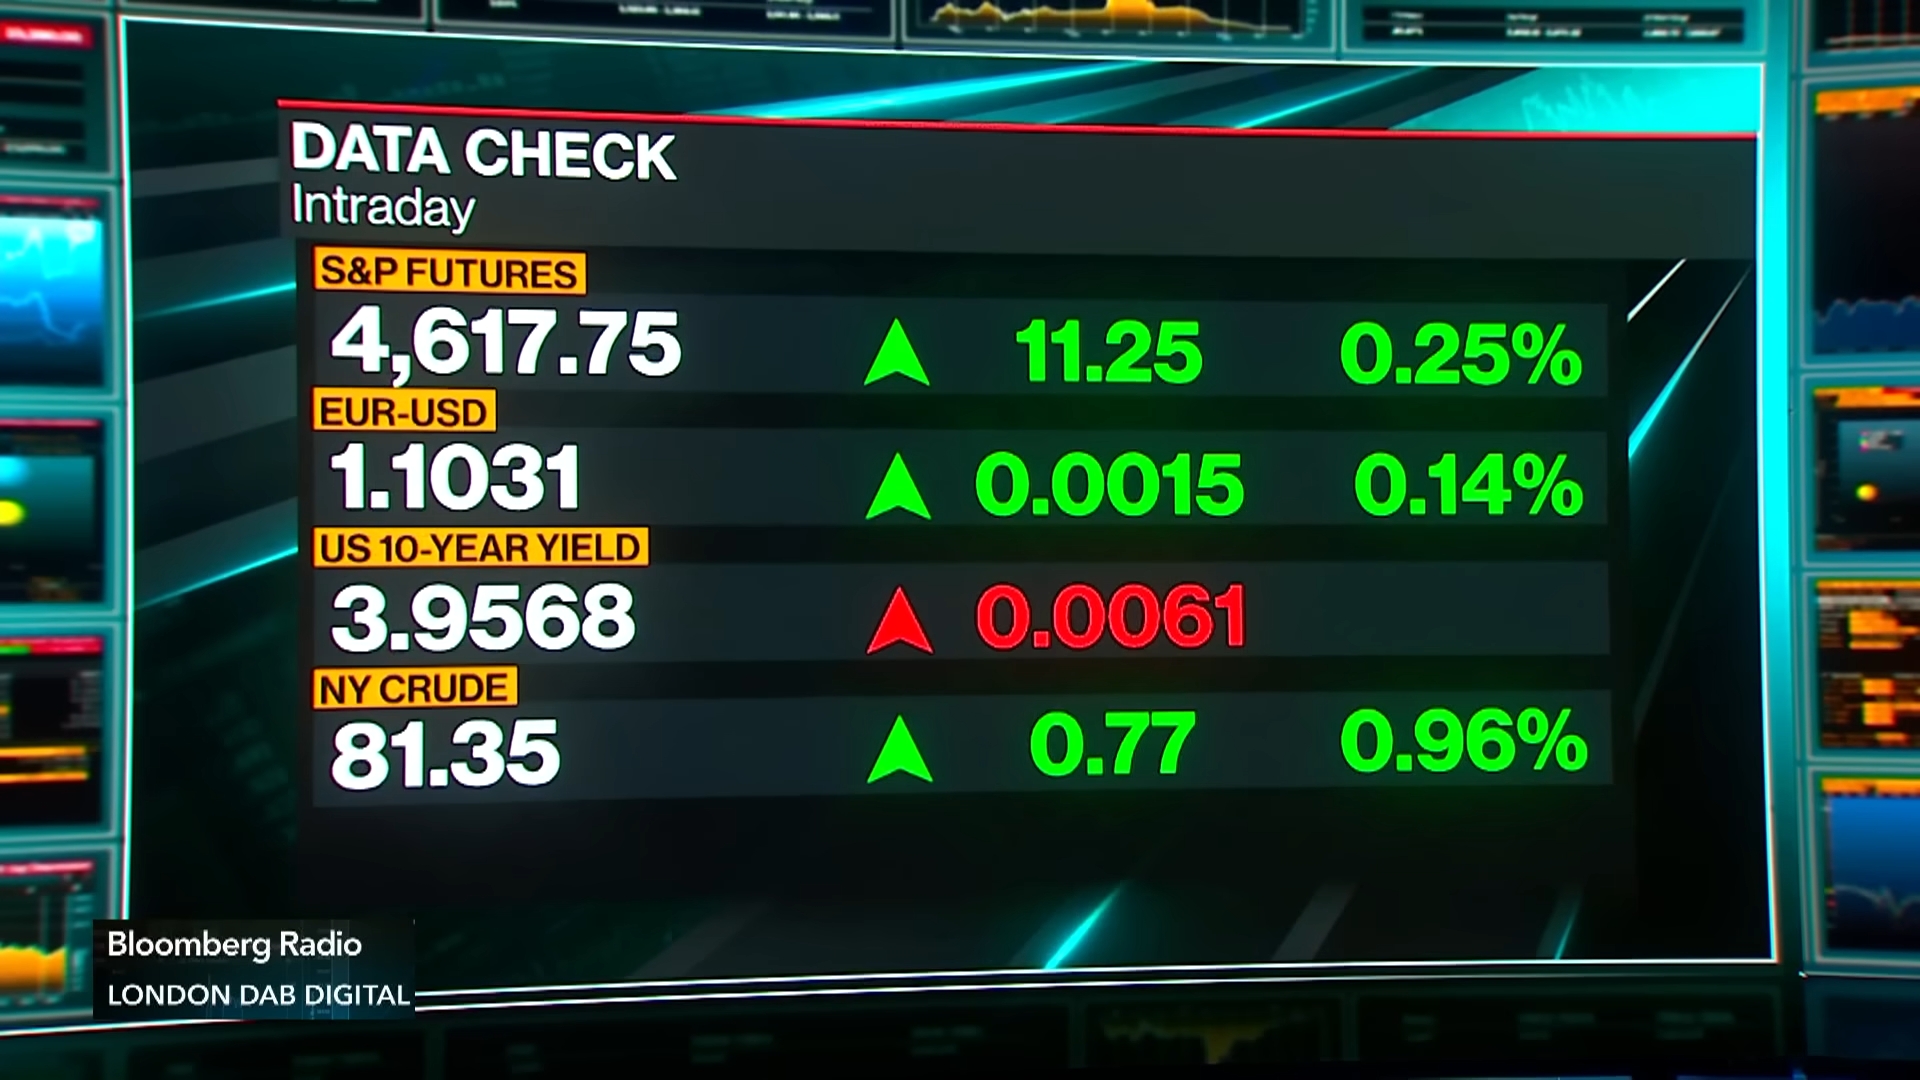 DATA CHECK
Intraday
S&P FUTURES
4,617.75 11.25 0.25%
EUR-USD
1.1031 0.0015 0.14%
US 10-YEAR YIELD
3.9568 0.0061
NY CRUDE
81.35 0.77 0.96%
Bloomberg Radio
LONDON DAB DIGITAL